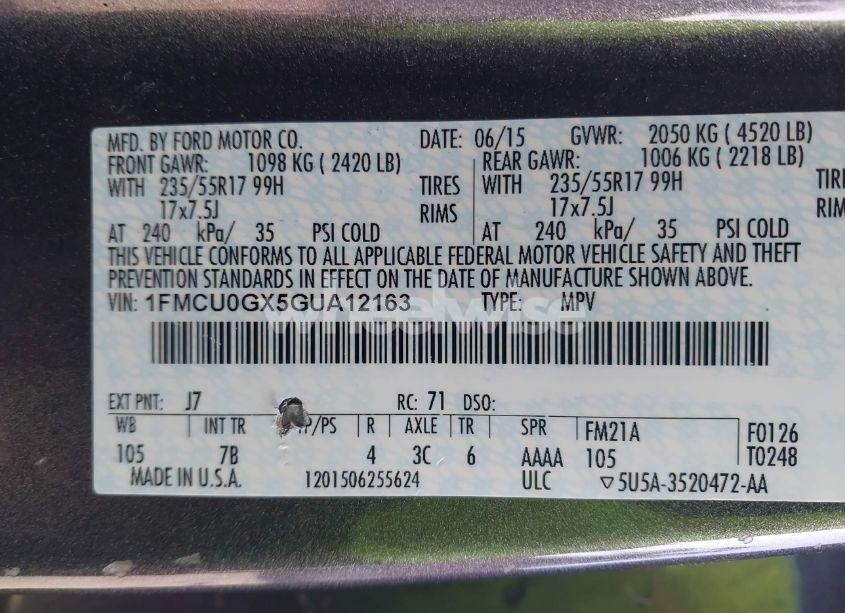 MFD. BY FORD MOTOR CO. DATE: 06/15 GVWR: 2050 KG ( 4520 LB)
FRONT GAWR: 1098 KG ( 2420 LB) REAR GAWR: 1006 KG ( 2218 LB)
WITH 235/55R17 99H TIRES WITH 235/55R17 99H TIRE
17x7.5J RIMS 17x7.5J RIM
AT 240 kPa/ 35 PSI COLD AT 240 kPa/ 35 PSI COLD
THIS VEHICLE CONFORMS TO ALL APPLICABLE FEDERAL MOTOR VEHICLE SAFETY AND THEFT
PREVENTION STANDARDS IN EFFECT ON THE DATE OF MANUFACTURE SHOWN ABOVE.
VIN: 1FMCU0GX5GUA12163 TYPE: MPV
wheelwise
EXT PNT: J7 RC: 71 DSO:
WB INT TR /PS R AXLE TR SPR FM21A F0126
105 7B 4 3C 6 AAAA 105 T0248
MADE IN U.S.A. 1201506255624 ULC ▽5U5A-3520472-AA